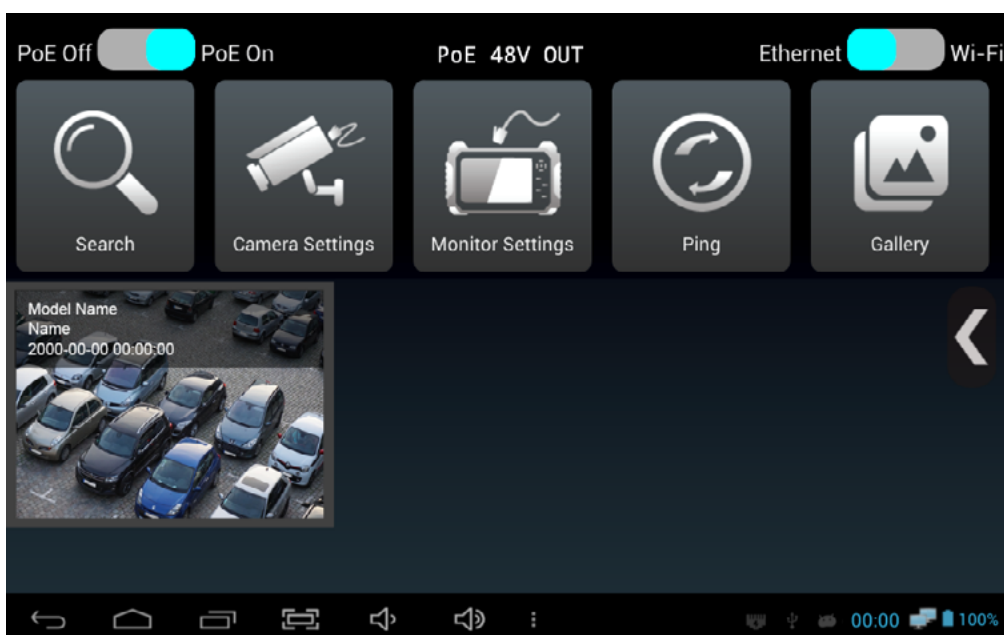 PoE Off PoE On PoE 48V OUT Ethernet Wi-Fi
Search Camera Settings Monitor Settings Ping Gallery
Model Name
Name
2000-00-00 00:00;00
00:00 100%